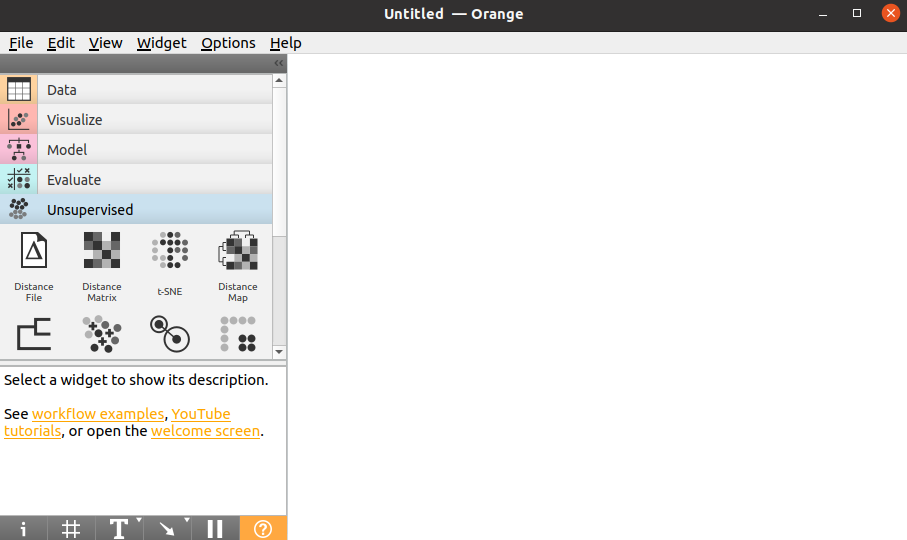 Untitled — Orange
File Edit View Widget Options Help
Data
Visualize
Model
Evaluate
Unsupervised
Distance File
Distance Matrix
t-SNE
Distance Map
Select a widget to show its description.
See workflow examples, YouTube
tutorials, or open the welcome screen.